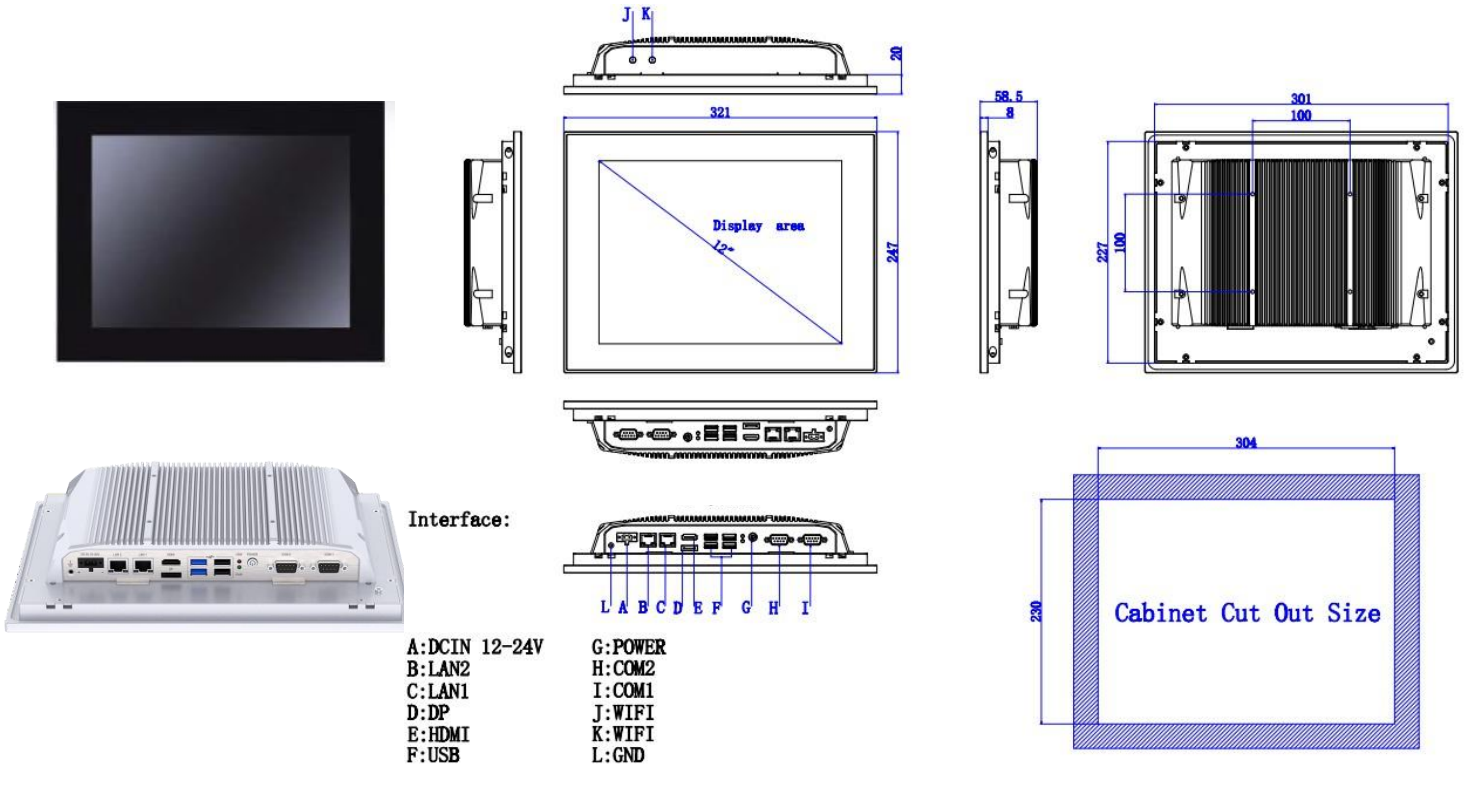 J K
20
321
58.5
8
301
100
Display area
12"
247
227
100
304
Interface:
230
Cabinet Cut Out Size
L A B C D E F G H I
A:DCIN 12-24V
B:LAN2
C:LAN1
D:DP
E:HDMI
F:USB
G:POWER
H:COM2
I:COM1
J:WIFI
K:WIFI
L:GND